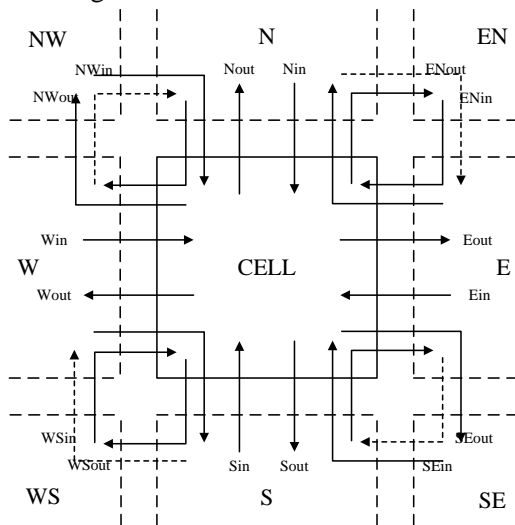 NW N EN
NWin Nout Nin ENout
NWout ENin
Win Eout
W CELL E
Wout Ein
WSin SEout
WSout Sin Sout SEin
WS S SE